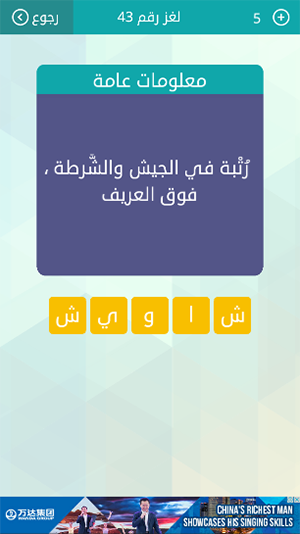 رجوع
لغز رقم 43
5
معلومات عامة
رُتْبة في الجيش والشَّرطة ،
فوق العريف
ش ا و ي ش
万达集团
CHINA'S RICHEST MAN
SHOWCASES HIS SINGING SKILLS